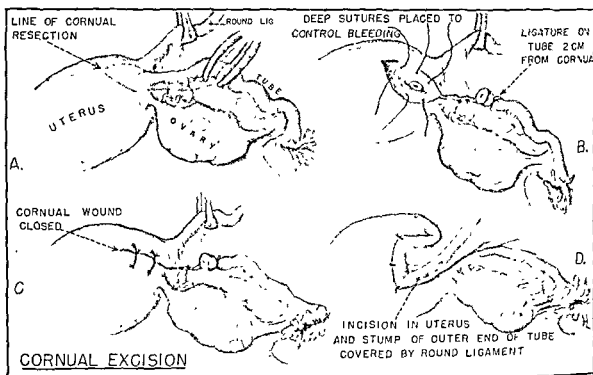 LINE OF CORNUAL
RESECTION
ROUND LIG
TUBE
UTERUS
OVARY
A.
DEEP SUTURES PLACED TO
CONTROL BLEEDING
LIGATURE ON
TUBE 2 CM
FROM CORNUA
B.
CORNUAL WOUND
CLOSED
C
D.
INCISION IN UTERUS
AND STUMP OF OUTER END OF TUBE
COVERED BY ROUND LIGAMENT
CORNUAL EXCISION